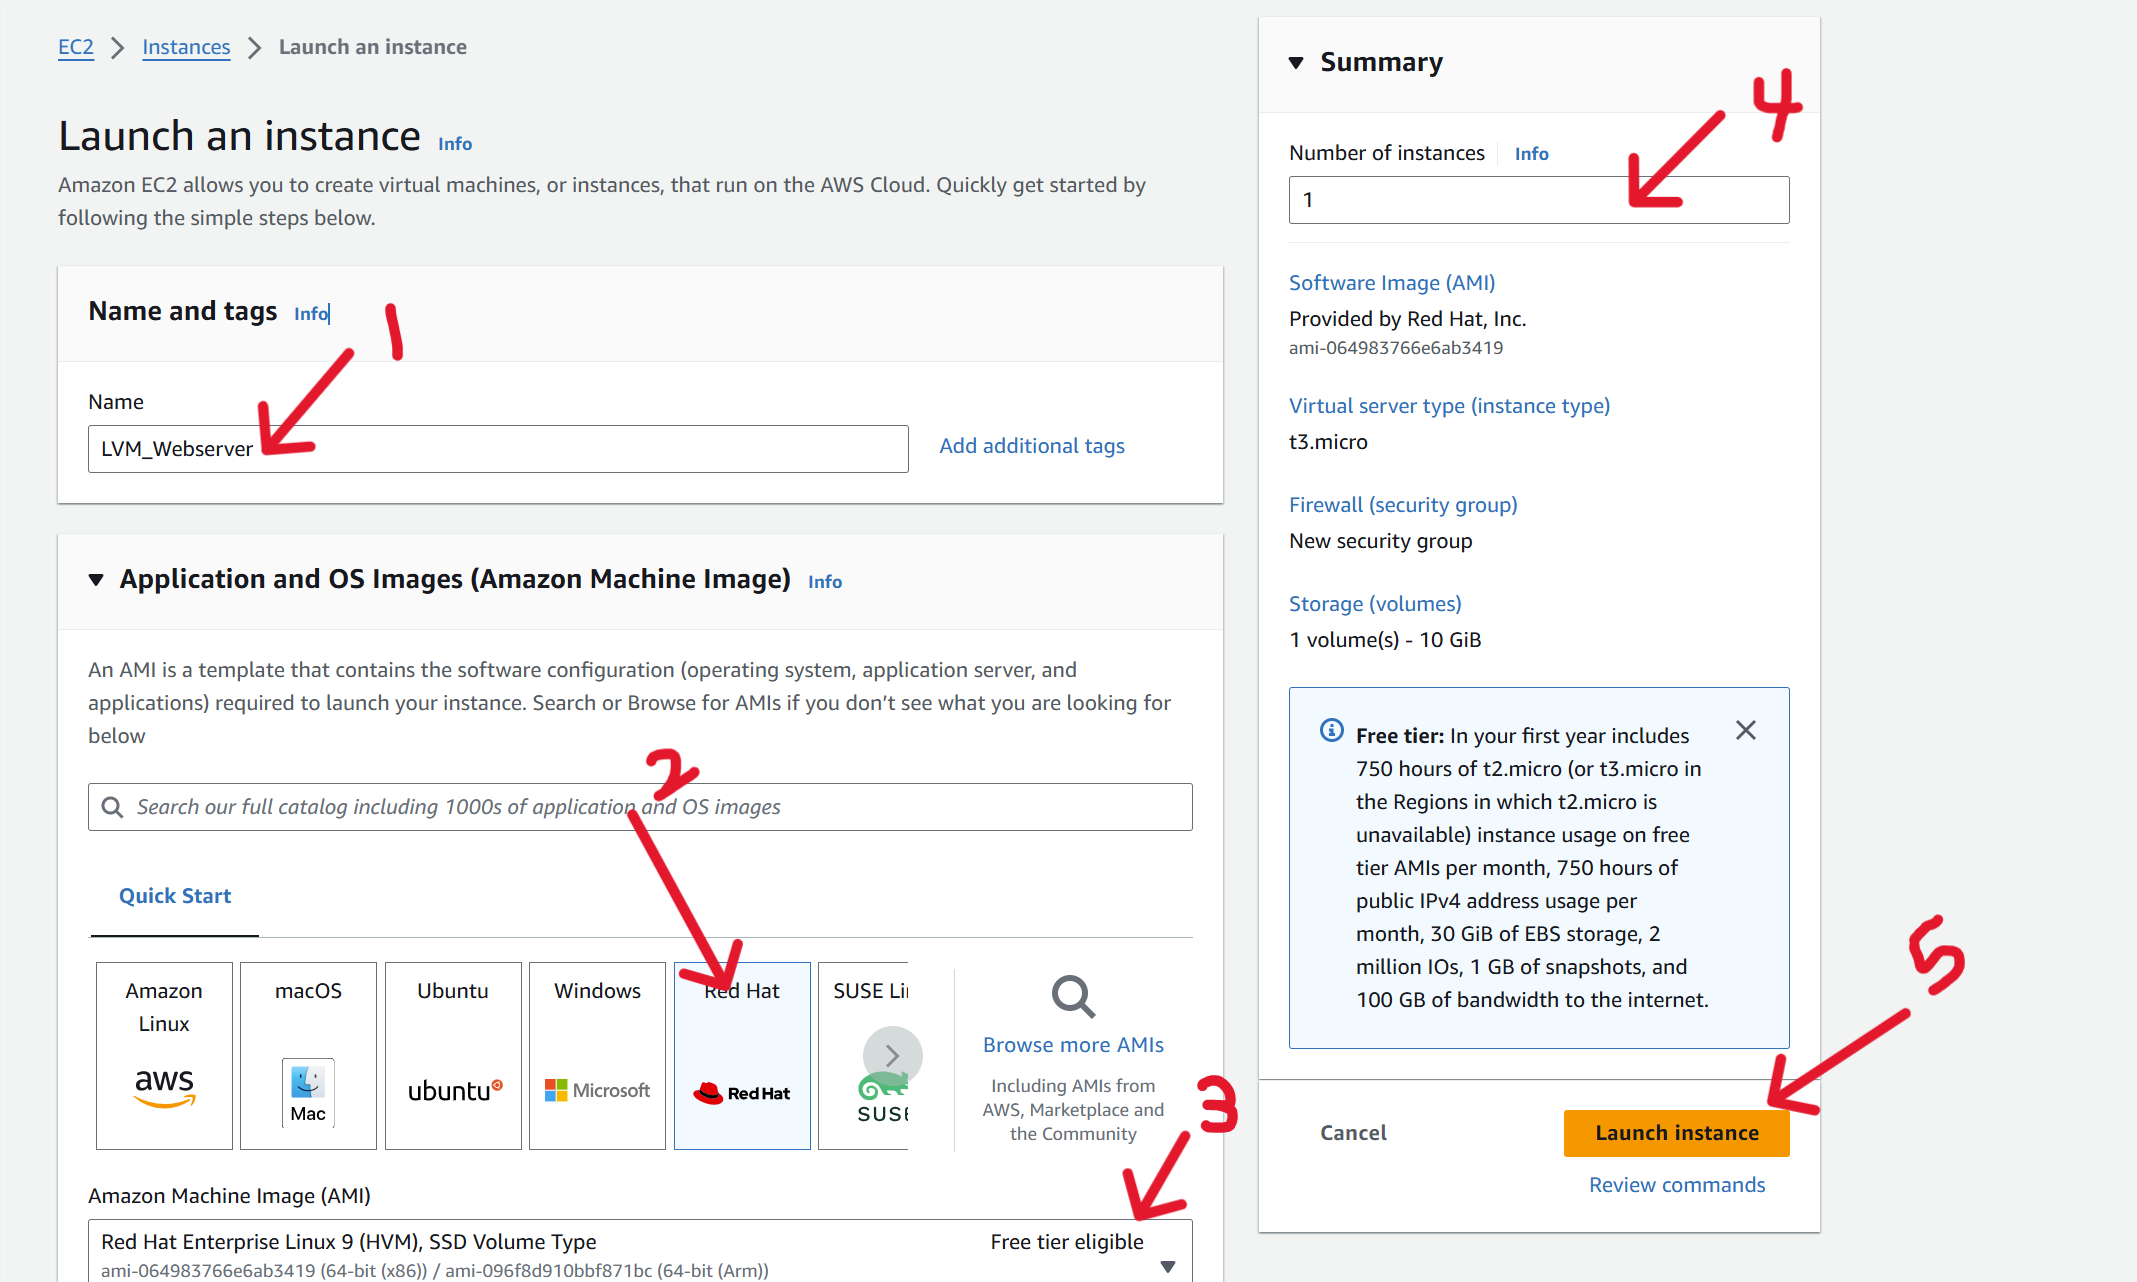 EC2 > Instances > Launch an instance
Launch an instance Info
Amazon EC2 allows you to create virtual machines, or instances, that run on the AWS Cloud. Quickly get started by
following the simple steps below.
Name and tags Info
1
Name
LVM_Webserver
Add additional tags
Application and OS Images (Amazon Machine Image) Info
An AMI is a template that contains the software configuration (operating system, application server, and
applications) required to launch your instance. Search or Browse for AMIs if you don’t see what you are looking for
below
2
Search our full catalog including 1000s of application and OS images
Quick Start
Amazon
Linux
aws
macOS
Mac
Ubuntu
ubuntu
Windows
Microsoft
Red Hat
Red Hat
SUSE Li
SUSE
Browse more AMIs
Including AMIs from
AWS, Marketplace and
the Community
3
Amazon Machine Image (AMI)
Red Hat Enterprise Linux 9 (HVM), SSD Volume Type
Free tier eligible
ami-064983766e6ab3419 (64-bit (x86)) / ami-096f8d910bbf871bc (64-bit (Arm))
Summary
4
Number of instances Info
1
Software Image (AMI)
Provided by Red Hat, Inc.
ami-064983766e6ab3419
Virtual server type (instance type)
t3.micro
Firewall (security group)
New security group
Storage (volumes)
1 volume(s) - 10 GiB
Free tier: In your first year includes
750 hours of t2.micro (or t3.micro in
the Regions in which t2.micro is
unavailable) instance usage on free
tier AMIs per month, 750 hours of
public IPv4 address usage per
month, 30 GiB of EBS storage, 2
million IOs, 1 GB of snapshots, and
100 GB of bandwidth to the internet.
5
Cancel
Launch instance
Review commands